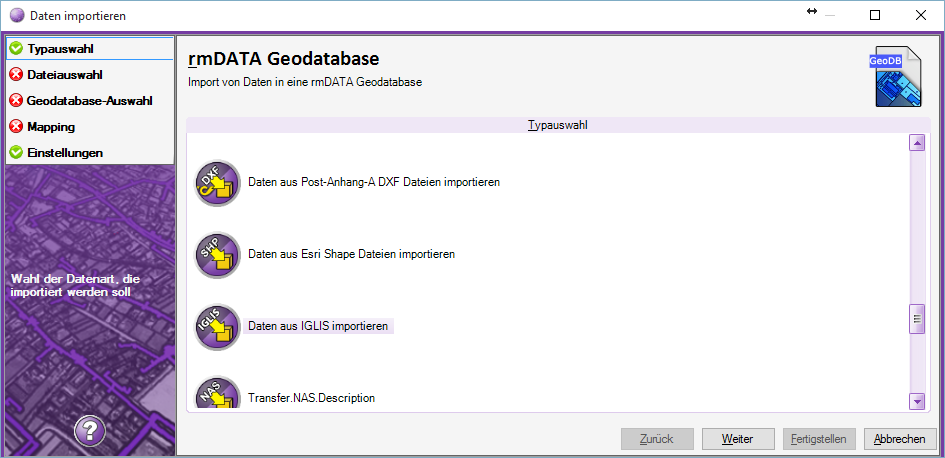 Daten importieren
Typauswahl
Dateiauswahl
Geodatabase-Auswahl
Mapping
Einstellungen
Wahl der Datenart, die
importiert werden soll
?
rmDATA Geodatabase
Import von Daten in eine rmDATA Geodatabase
GeoDB
Typauswahl
DXF
Daten aus Post-Anhang-A DXF Dateien importieren
SHP
Daten aus Esri Shape Dateien importieren
IGLIS
Daten aus IGLIS importieren
NAS
Transfer.NAS.Description
Zurück
Weiter
Fertigstellen
Abbrechen